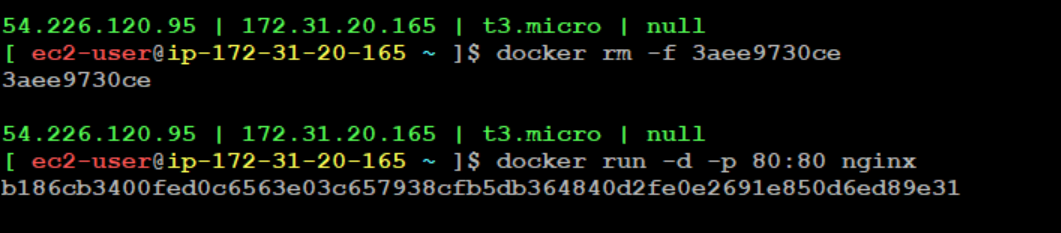 54.226.120.95 | 172.31.20.165 | t3.micro | null
[ ec2-user@ip-172-31-20-165 ~ ]$ docker rm -f 3aee9730ce
3aee9730ce
54.226.120.95 | 172.31.20.165 | t3.micro | null
[ ec2-user@ip-172-31-20-165 ~ ]$ docker run -d -p 80:80 nginx
b186cb3400fed0c6563e03c657938cfb5db364840d2fe0e2691e850d6ed89e31